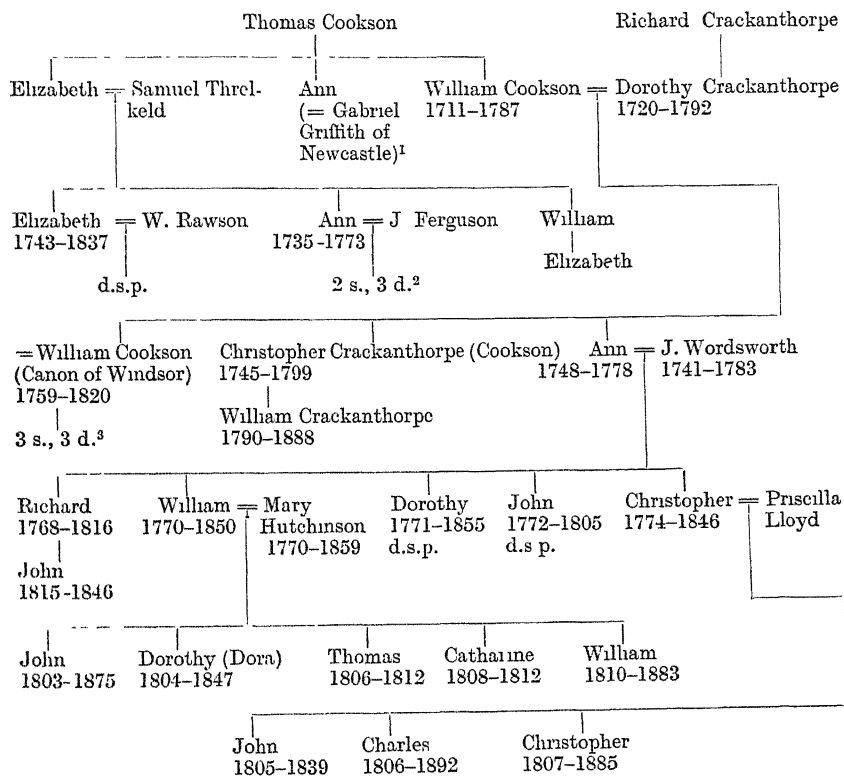 Thomas Cookson Richard Crackanthorpe
Elizabeth = Samuel Threl- Ann William Cookson = Dorothy Crackanthorpe
keld (= Gabriel 1711–1787 1720–1792
Griffith of
Newcastle)¹
Elizabeth = W. Rawson Ann = J Ferguson William
1743–1837 1735-1773
Elizabeth
d.s.p. 2 s., 3 d.²
=William Cookson Christopher Crackanthorpe (Cookson) Ann = J. Wordsworth
(Canon of Windsor) 1745–1799 1748–1778 1741–1783
1759–1820
William Crackanthorpe
3 s., 3 d.³ 1790–1888
Richard William = Mary Dorothy John Christopher = Priscilla
1768–1816 1770–1850 Hutchinson 1771–1855 1772–1805 1774–1846 Lloyd
1770–1859 d.s.p. d.s p.
John
1815-1846
John Dorothy (Dora) Thomas Catharine William
1803-1875 1804–1847 1806–1812 1808–1812 1810–1883
John Charles Christopher
1805–1839 1806–1892 1807–1885